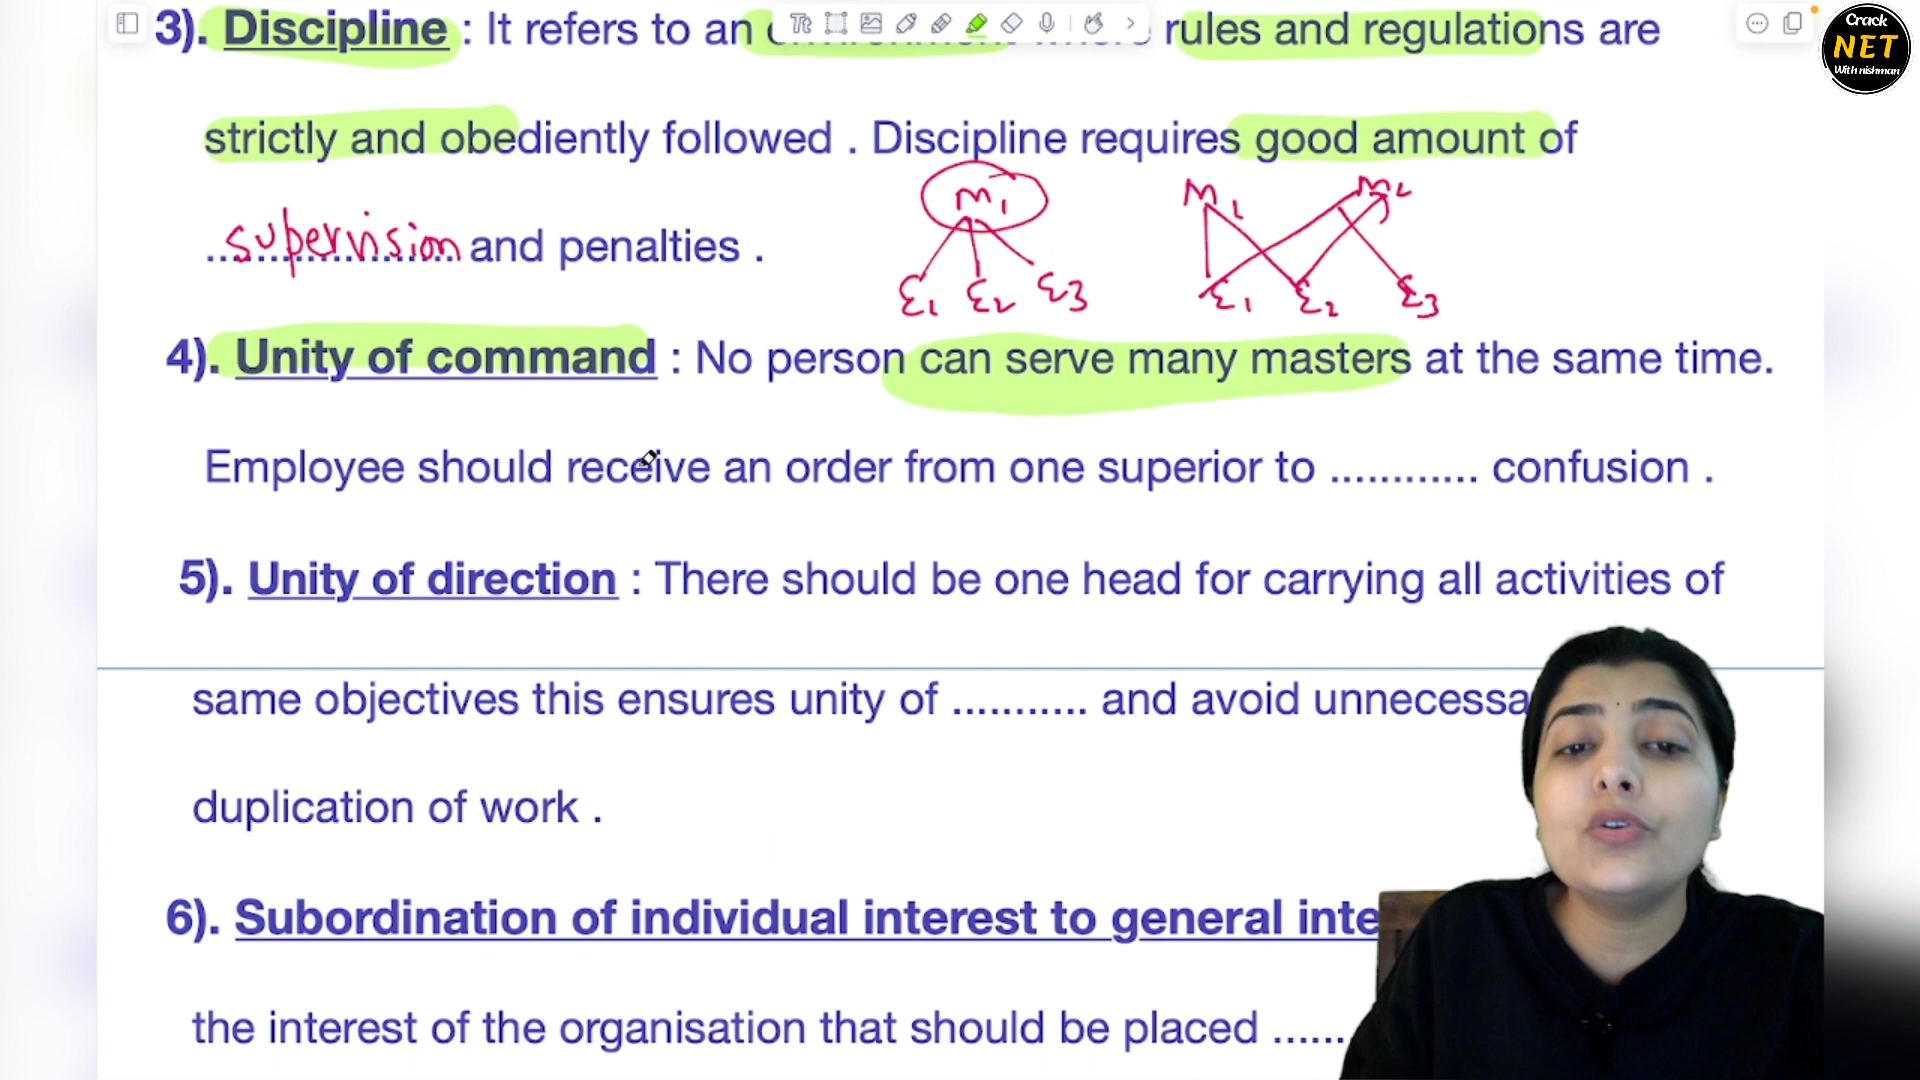 Crack
NET
With nishman
3). Discipline : It refers to an rules and regulations are
strictly and obediently followed . Discipline requires good amount of
M1 M1 M2
...supervision... and penalties .
E1 E2 E3 E1 E2 E3
4). Unity of command : No person can serve many masters at the same time.
Employee should receive an order from one superior to ............ confusion .
5). Unity of direction : There should be one head for carrying all activities of
same objectives this ensures unity of ........... and avoid unnecessa
duplication of work .
6). Subordination of individual interest to general inte
the interest of the organisation that should be placed ......